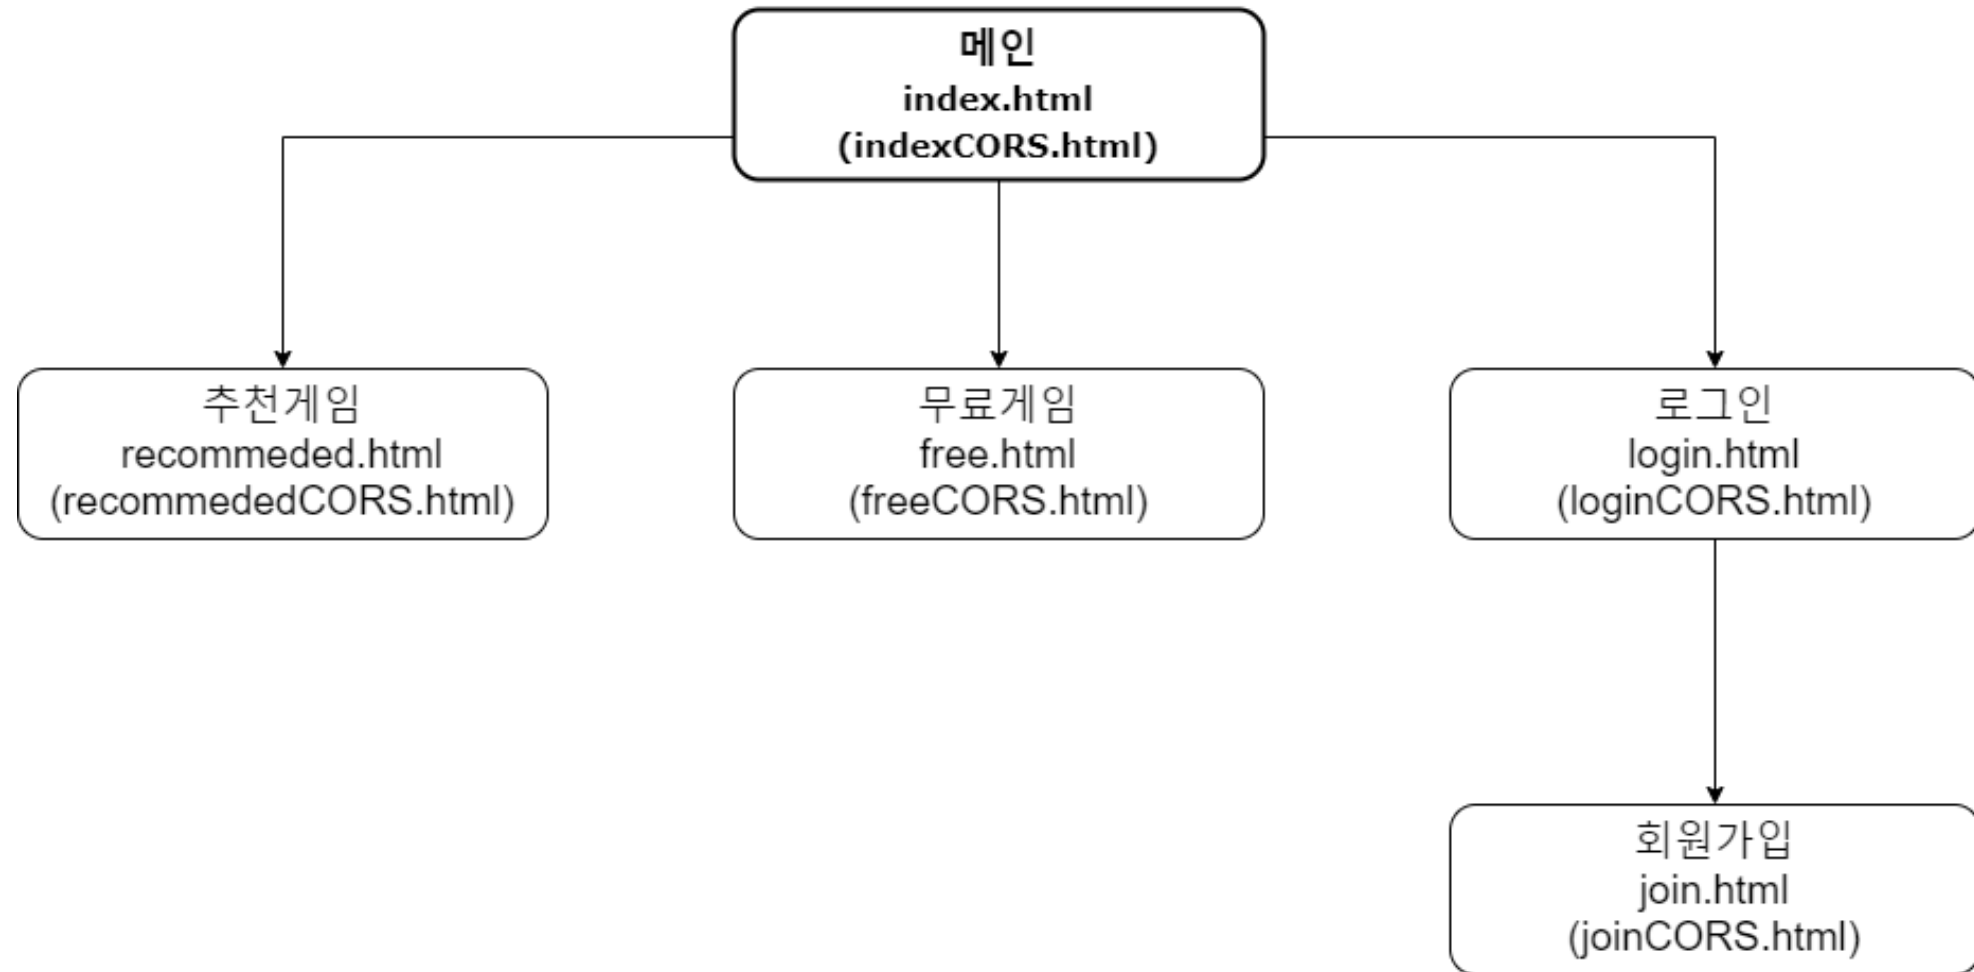 메인
index.html
(indexCORS.html)
추천게임
recommeded.html
(recommededCORS.html)
무료게임
free.html
(freeCORS.html)
로그인
login.html
(loginCORS.html)
회원가입
join.html
(joinCORS.html)